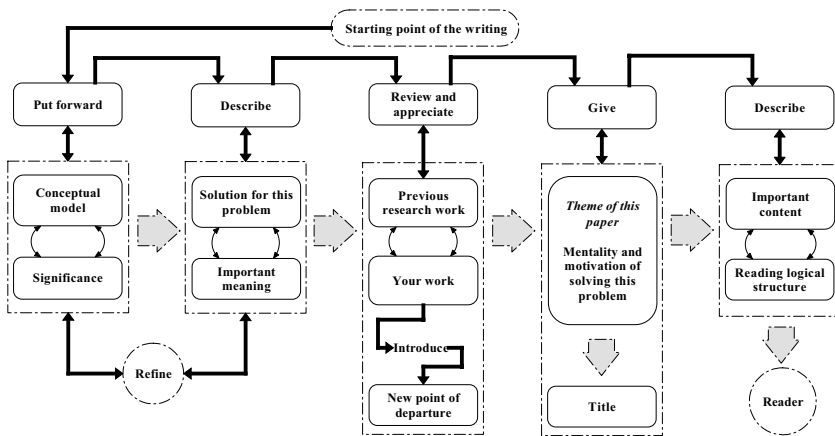 Starting point of the writing
Put forward
Describe
Review and
appreciate
Give
Describe
Conceptual
model
Significance
Solution for this
problem
Important
meaning
Previous
research work
Your work
Introduce
New point of
departure
Theme of this
paper
Mentality and
motivation of
solving this
problem
Title
Important
content
Reading logical
structure
Refine
Reader